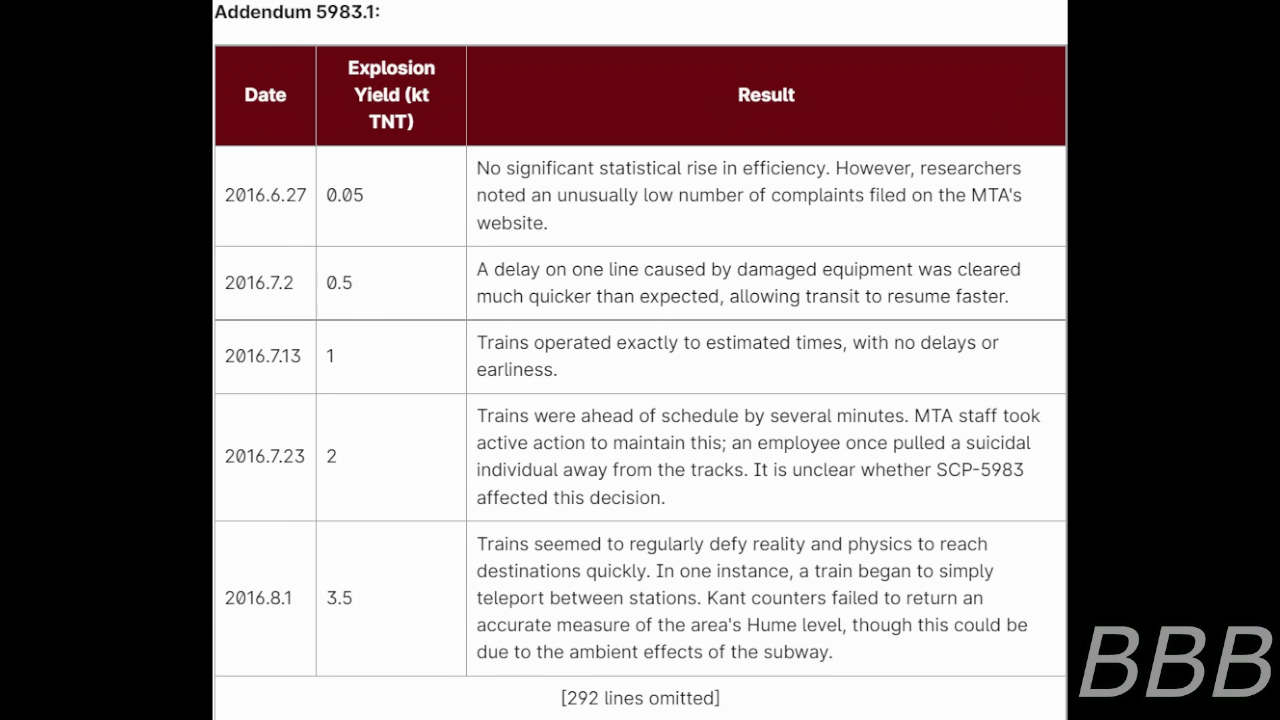 Addendum 5983.1:
Date
Explosion
Yield (kt
TNT)
Result
2016.6.27
0.05
No significant statistical rise in efficiency. However, researchers
noted an unusually low number of complaints filed on the MTA's
website.
2016.7.2
0.5
A delay on one line caused by damaged equipment was cleared
much quicker than expected, allowing transit to resume faster.
2016.7.13
1
Trains operated exactly to estimated times, with no delays or
earliness.
2016.7.23
2
Trains were ahead of schedule by several minutes. MTA staff took
active action to maintain this; an employee once pulled a suicidal
individual away from the tracks. It is unclear whether SCP-5983
affected this decision.
2016.8.1
3.5
Trains seemed to regularly defy reality and physics to reach
destinations quickly. In one instance, a train began to simply
teleport between stations. Kant counters failed to return an
accurate measure of the area's Hume level, though this could be
due to the ambient effects of the subway.
[292 lines omitted]
BBB